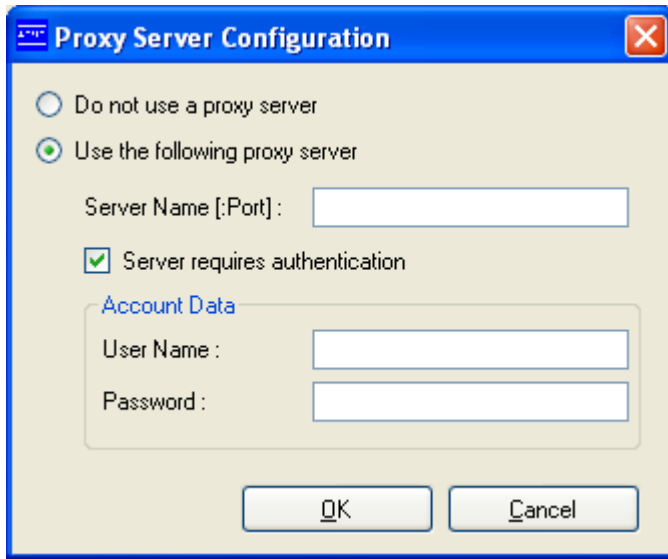 Proxy Server Configuration
Do not use a proxy server
Use the following proxy server
Server Name [:Port] :
Server requires authentication
Account Data
User Name :
Password :
OK Cancel